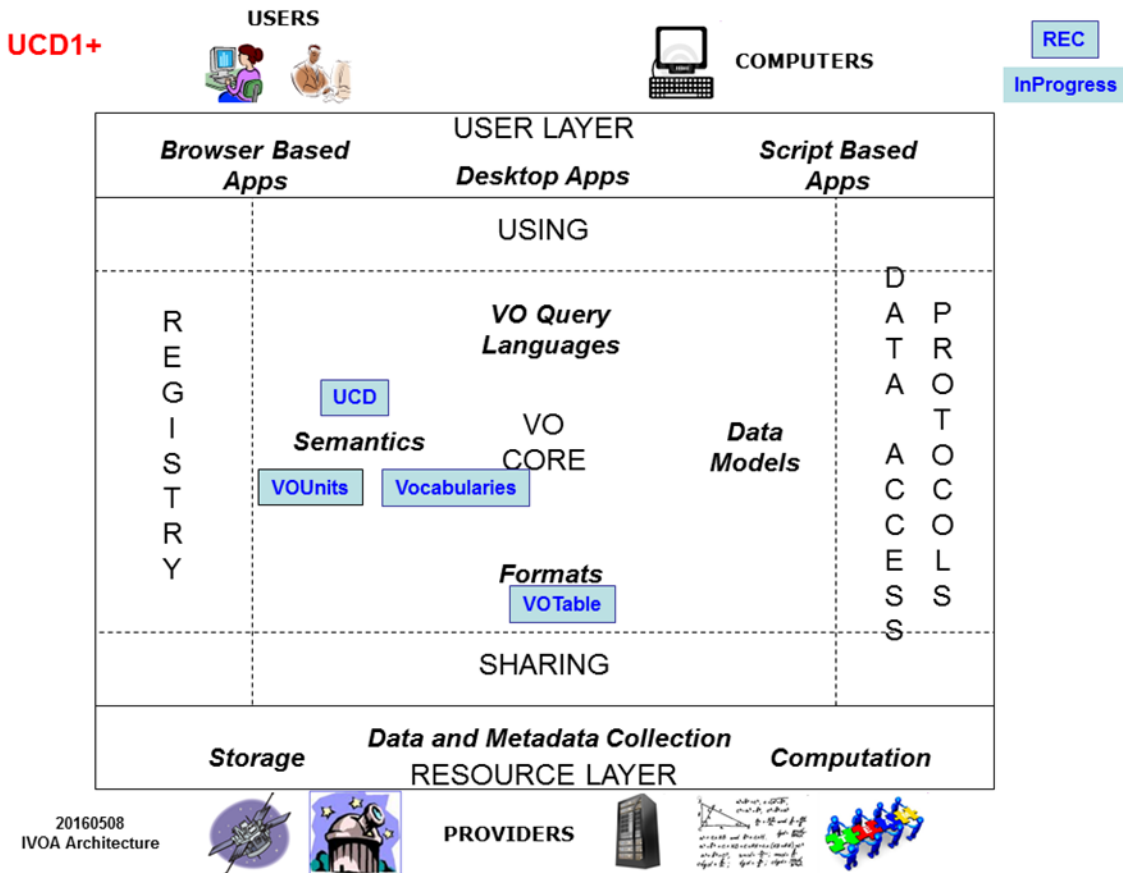 UCD1+
USERS
COMPUTERS
REC
InProgress
USER LAYER
Browser Based
Apps
Desktop Apps
Script Based
Apps
USING
REGISTRY
VO Query
Languages
UCD
Semantics
VOUnits
Vocabularies
VO
CORE
Data
Models
Formats
VOTable
DATA ACCESS
PROTOCOLS
SHARING
Storage
Data and Metadata Collection
Computation
RESOURCE LAYER
20160508
IVOA Architecture
PROVIDERS